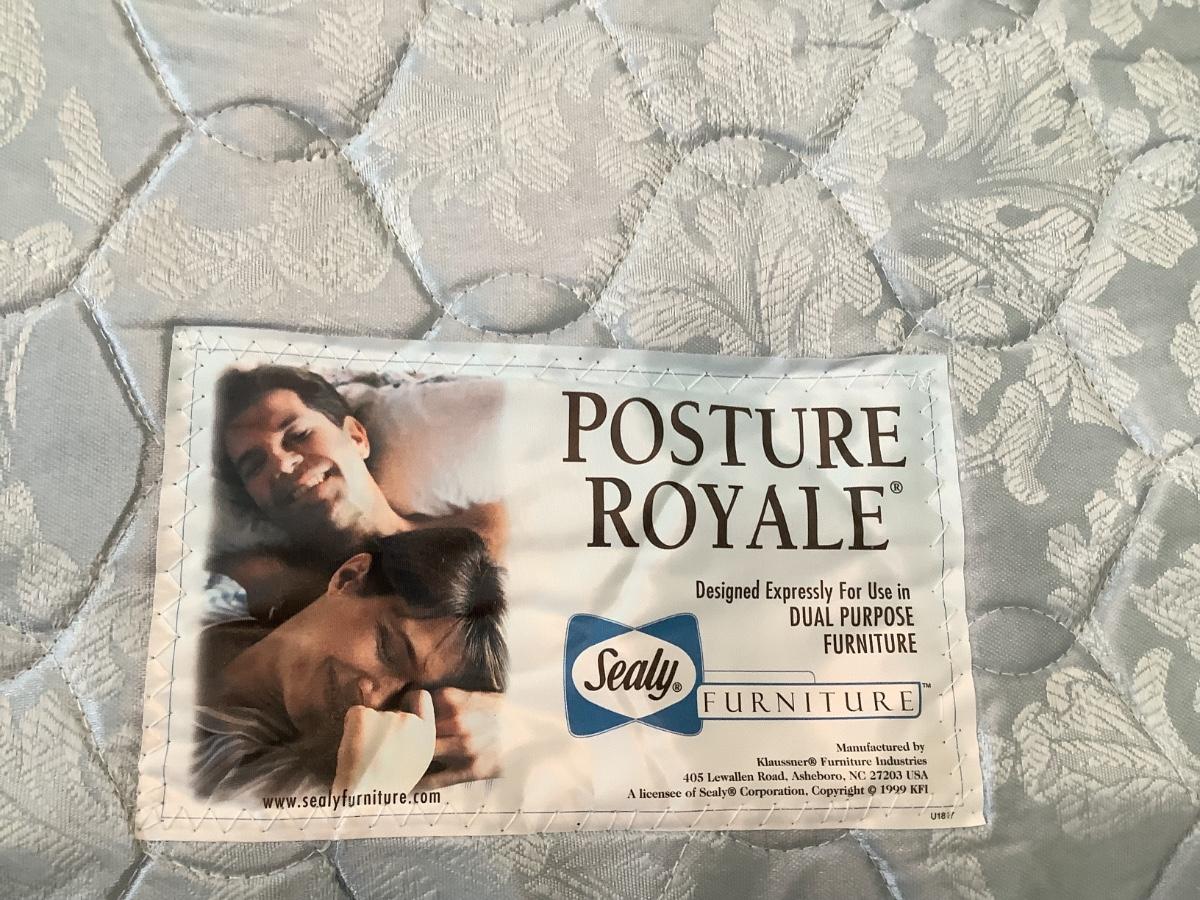 POSTURE
ROYALE®
Designed Expressly For Use in
DUAL PURPOSE
FURNITURE
Sealy®
FURNITURE™
Manufactured by
Klaussner® Furniture Industries
405 Lewallen Road, Asheboro, NC 27203 USA
A licensee of Sealy® Corporation, Copyright © 1999 KFI
www.sealyfurniture.com